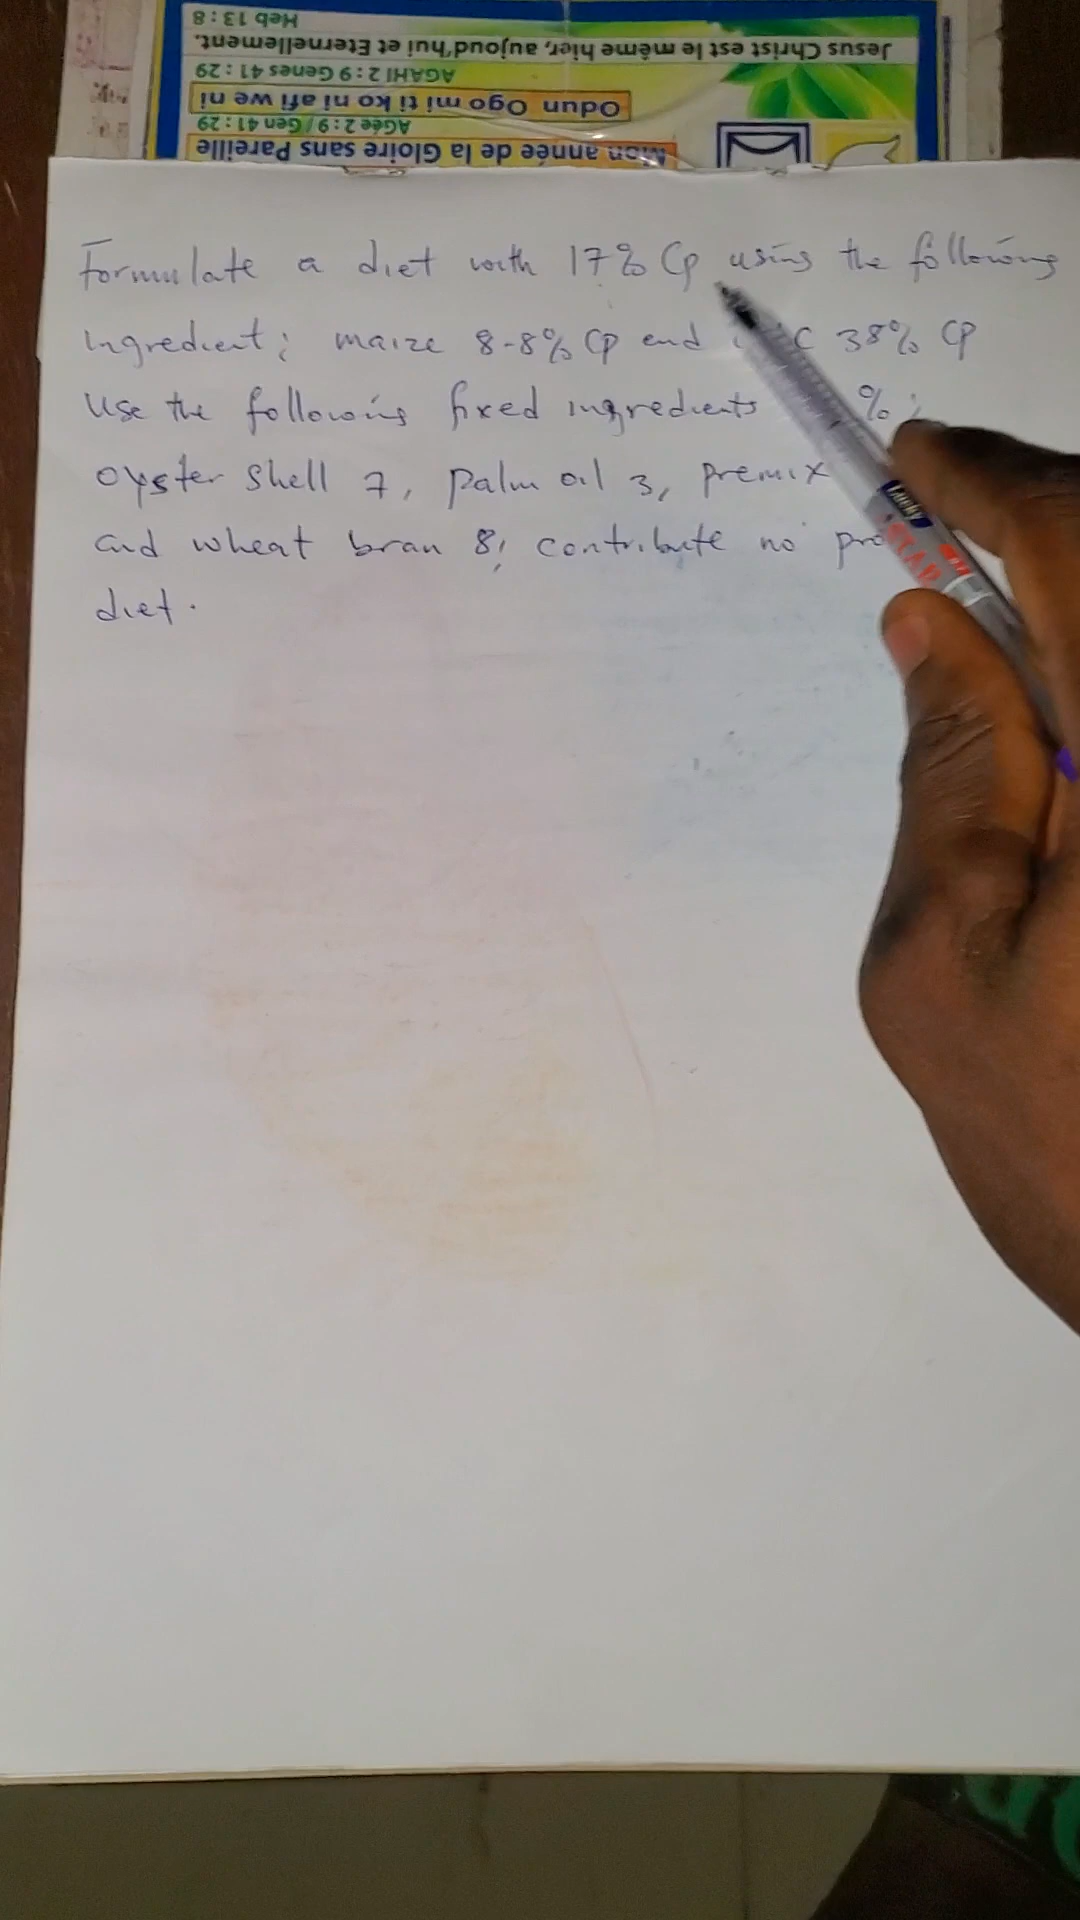 Heb 13 : 8
Jesus Christ est le même hier, aujourd'hui et Eternellement.
AGAHI 2 : 9 Genes 41 : 29
Odun Ogo mi ti ko ni afi we ni
Agée 2 : 9 / Gen 41 : 29
Mon année de la Gloire sans Pareille
Formulate a diet with 17% Cp using the following
ingredient; maize 8.8% Cp and C 38% Cp
Use the following fixed ingredients %;
Oyster shell 7, palm oil 3, premix
and wheat bran 8; contribute no
diet.
Lucky
STAR